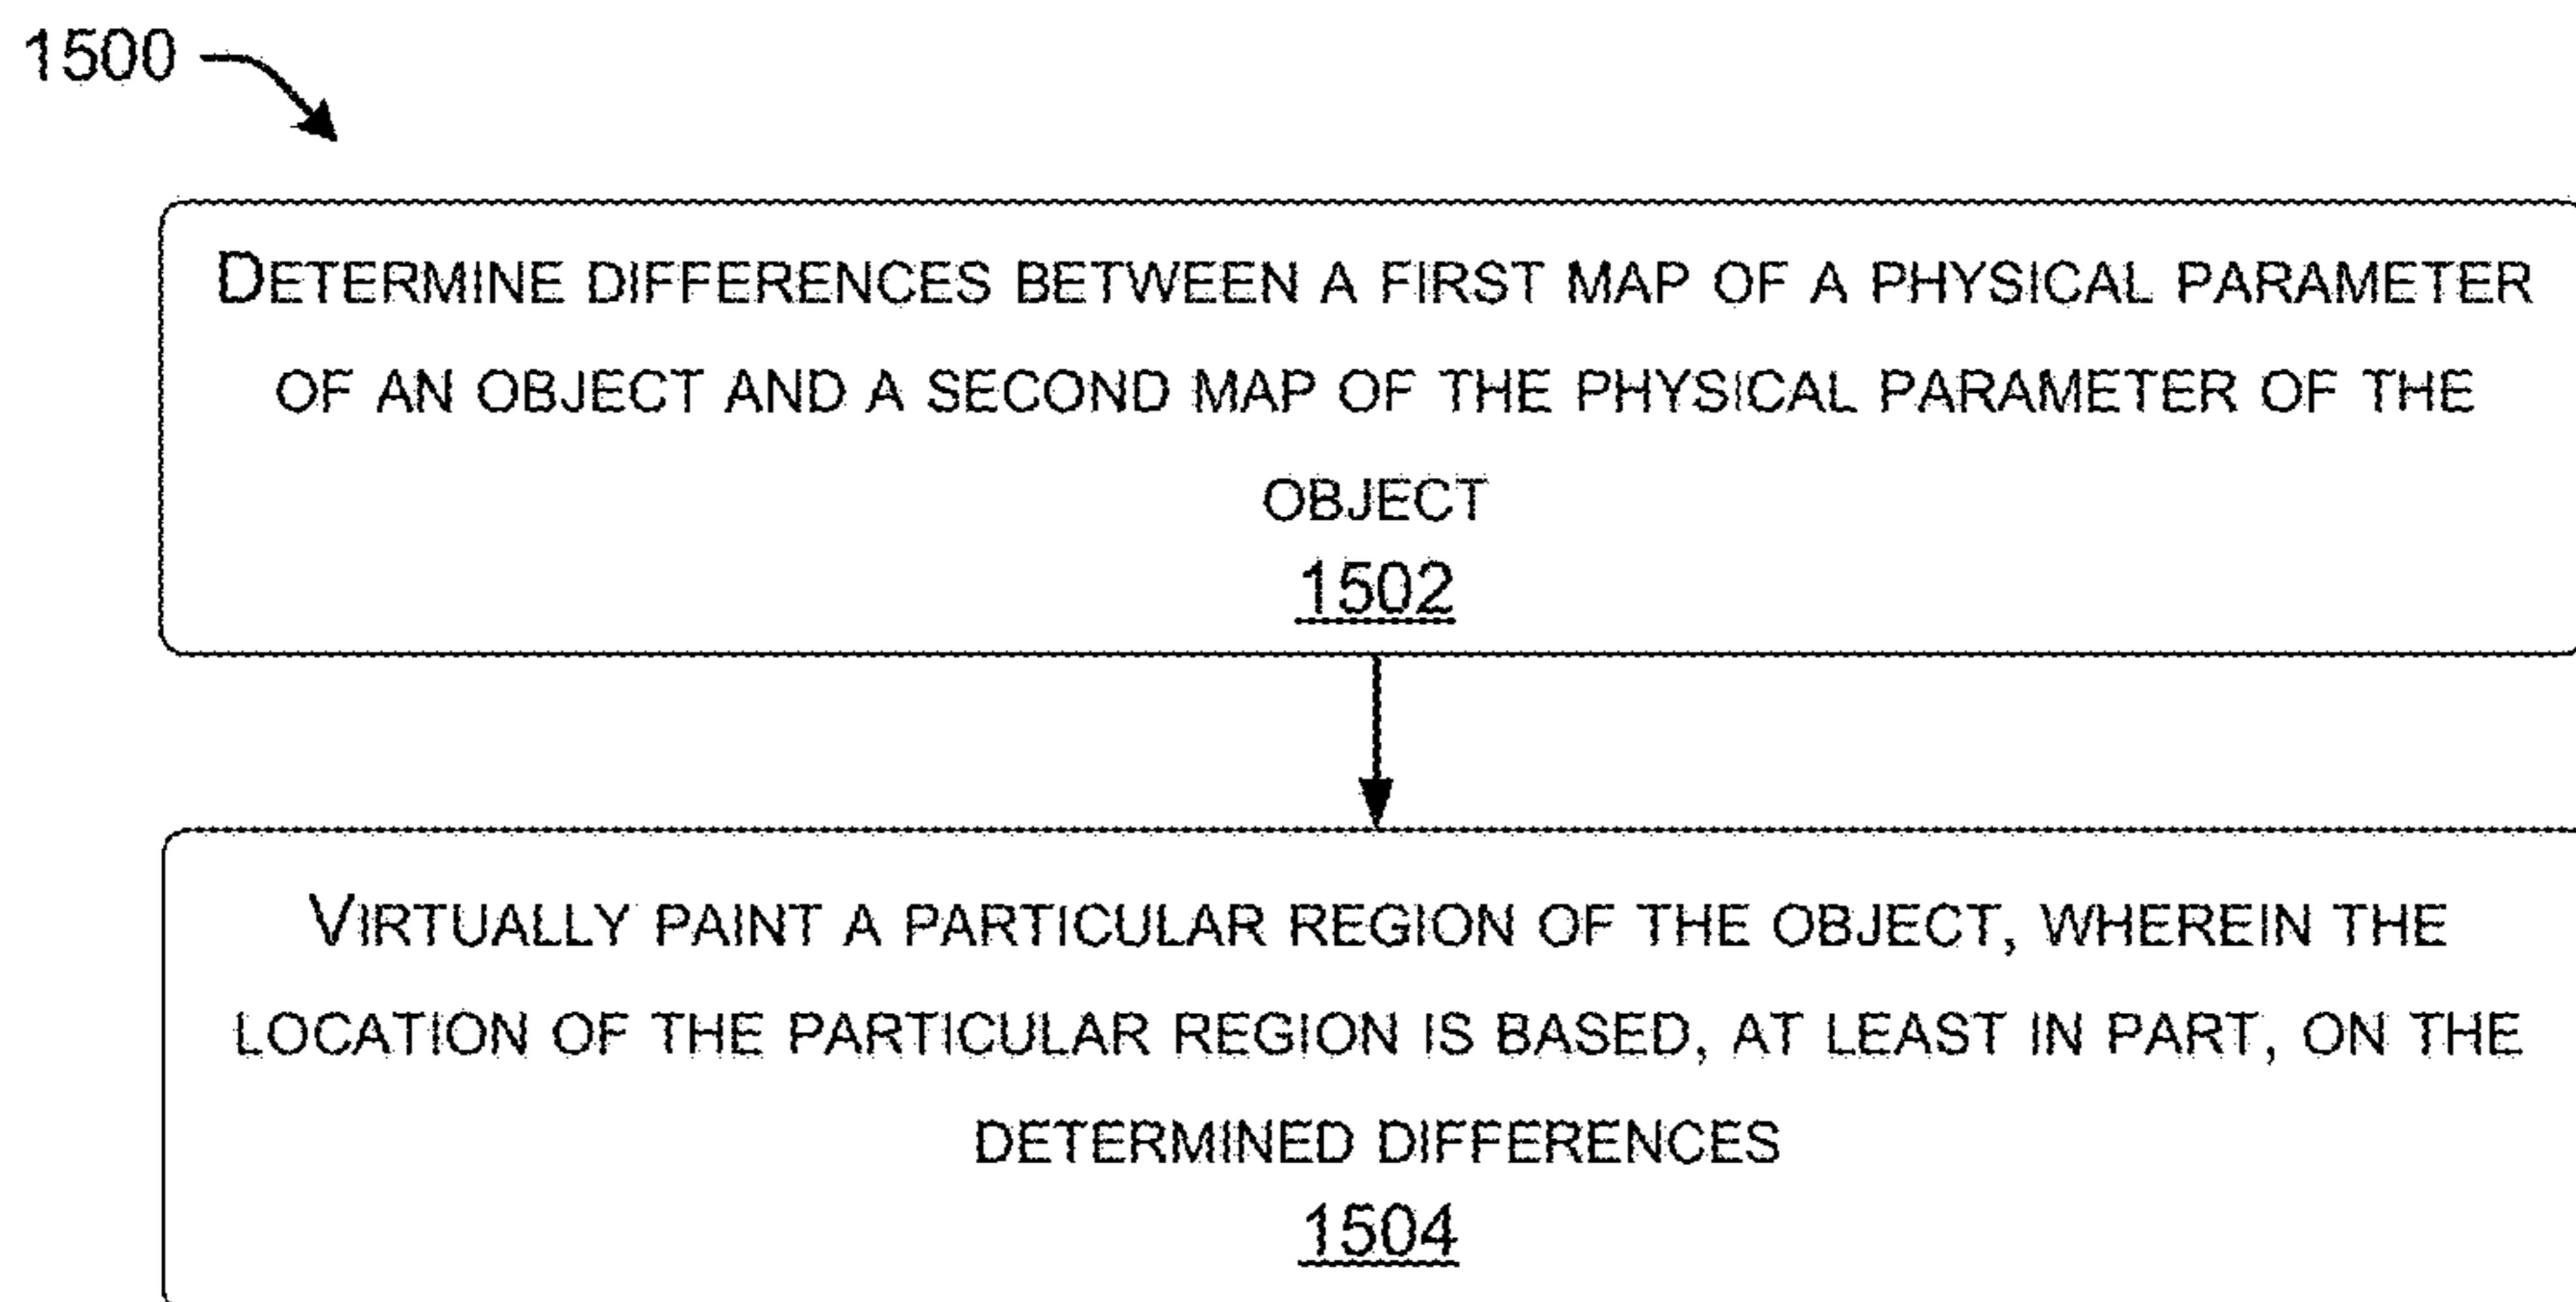 1500
DETERMINE DIFFERENCES BETWEEN A FIRST MAP OF A PHYSICAL PARAMETER
OF AN OBJECT AND A SECOND MAP OF THE PHYSICAL PARAMETER OF THE
OBJECT
1502
VIRTUALLY PAINT A PARTICULAR REGION OF THE OBJECT, WHEREIN THE
LOCATION OF THE PARTICULAR REGION IS BASED, AT LEAST IN PART, ON THE
DETERMINED DIFFERENCES
1504